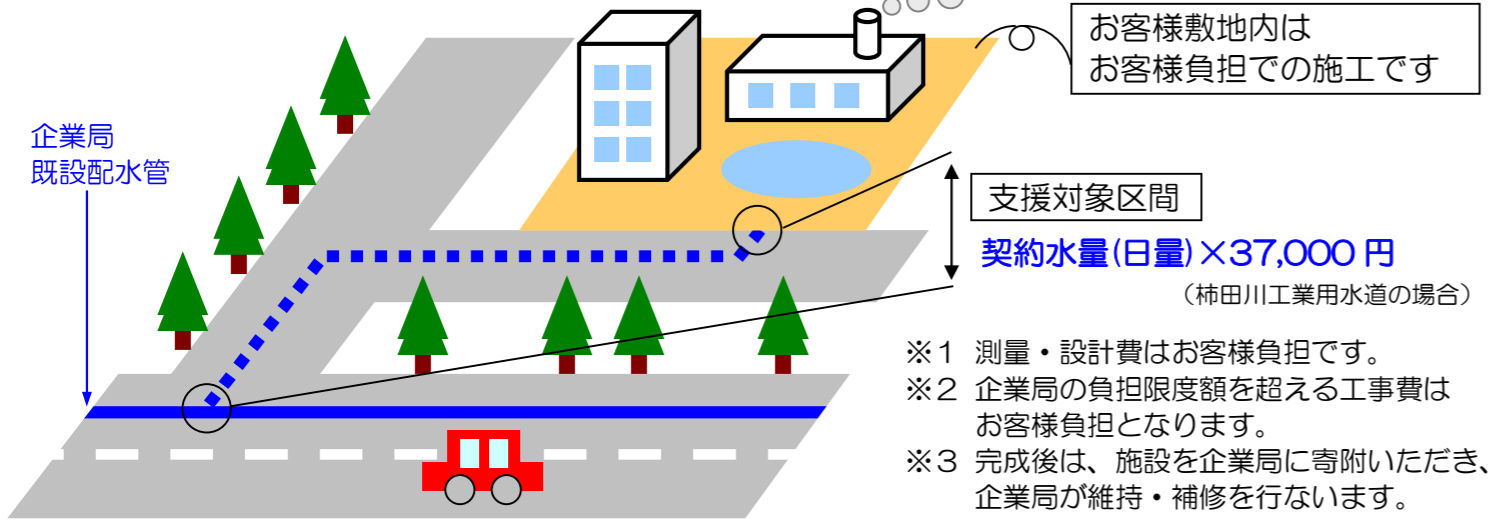 お客様敷地内は
お客様負担での施工です
企業局
既設配水管
支援対象区間
契約水量(日量)×37,000 円
（柿田川工業用水道の場合）
※1 測量・設計費はお客様負担です。
※2 企業局の負担限度額を超える工事費は
お客様負担となります。
※3 完成後は、施設を企業局に寄附いただき、
企業局が維持・補修を行ないます。